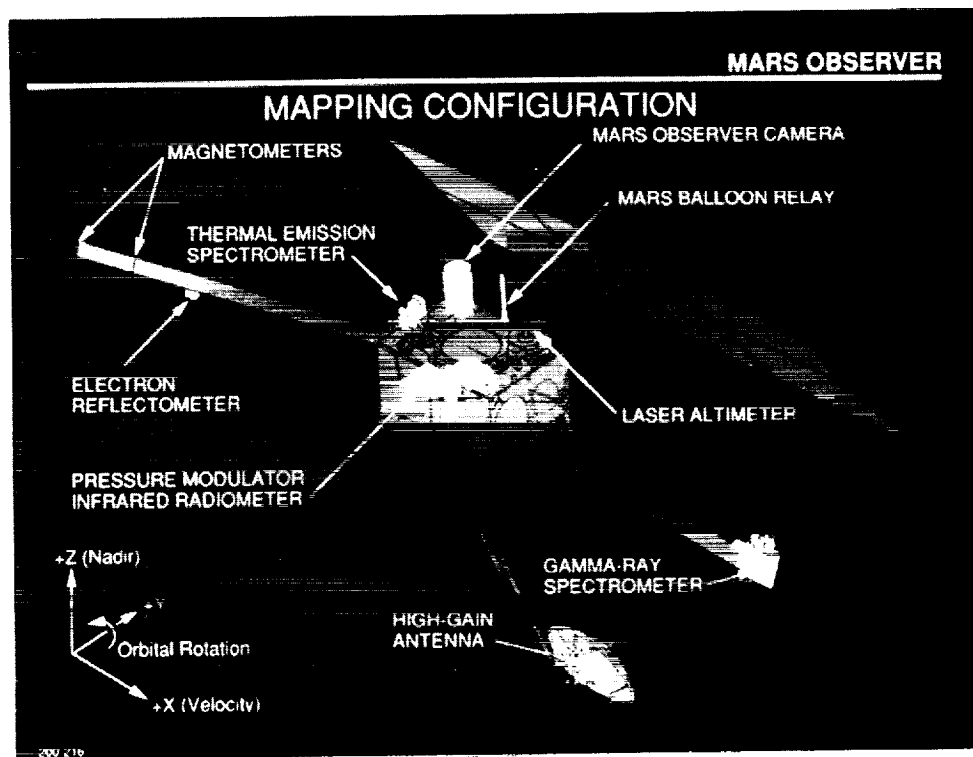 MARS OBSERVER
MAPPING CONFIGURATION
MARS OBSERVER CAMERA
MAGNETOMETERS
MARS BALLOON RELAY
THERMAL EMISSION
SPECTROMETER
ELECTRON
REFLECTOMETER
LASER ALTIMETER
PRESSURE MODULATOR
INFRARED RADIOMETER
+Z (Nadir)
+Y
GAMMA-RAY
SPECTROMETER
HIGH-GAIN
ANTENNA
Orbital Rotation
+X (Velocity)